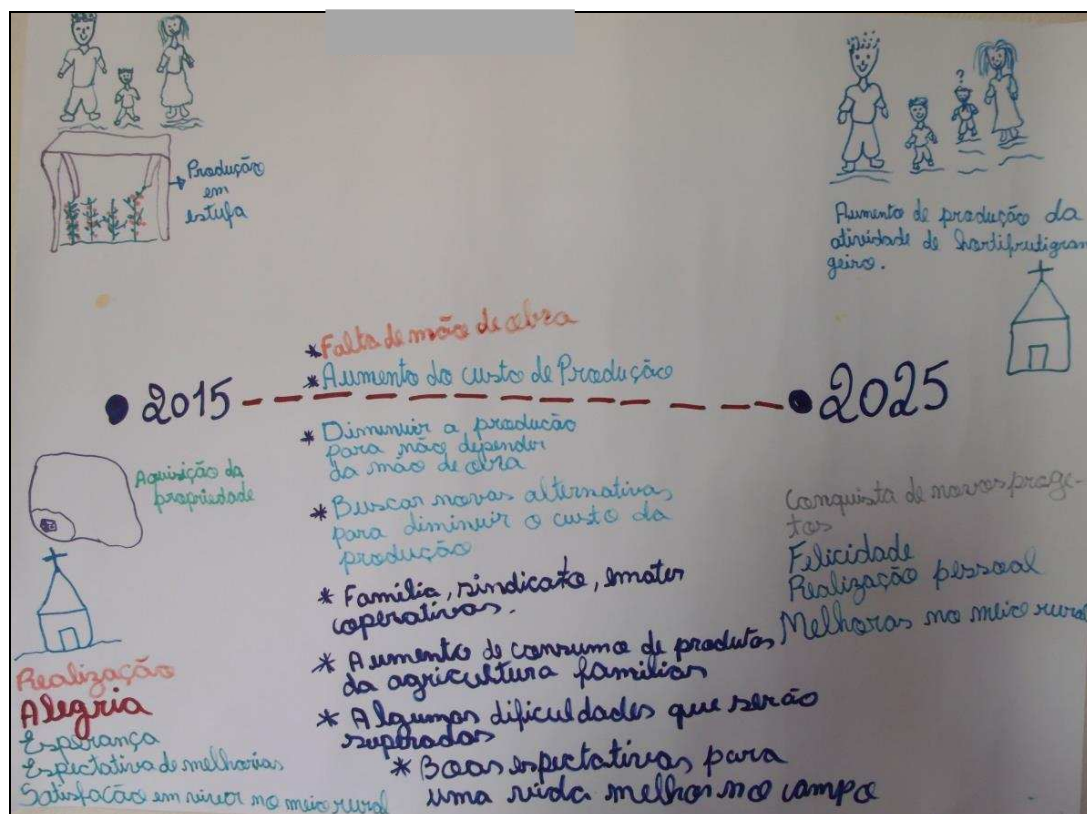 Produção
em
estufa
Aumento de produção da
atividade de hortifrutigran
geiro.
*Falta de mão de obra
*Aumento do custo de Produção
2015
2025
* Diminuir a produção
para não depender
da mão de obra
* Buscar novas alternativas
para diminuir o custo da
produção
* Família, sindicato, emater
coperativas.
* Aumento de consumo de produtos
da agricultura familias
* Algumas dificuldades que serão
superadas
* Boas espectativas para
uma vida melhor no campo
Aquisição da
propriedade
Realização
Alegria
Esperança
Espectativa de melhorias
Satisfação em viver no meio rural
Conquista de novos proge-
tos
Felicidade
Realização pessoal
Melhoras no meio rural
?